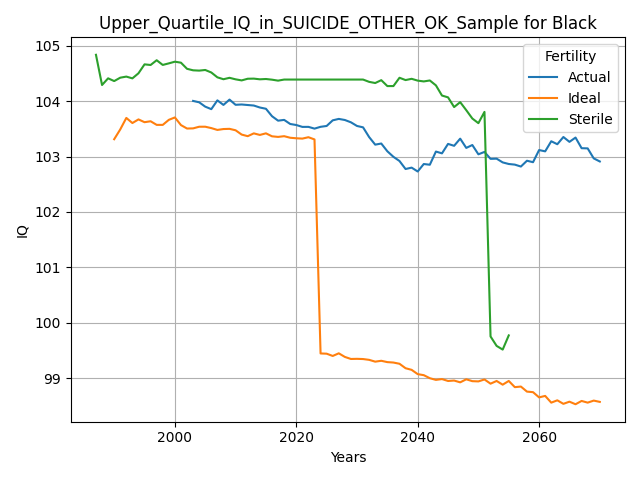 Upper_Quartile_IQ_in_SUICIDE_OTHER_OK_Sample for Black
Fertility
Actual
Ideal
Sterile
105
104
103
102
101
100
99
IQ
2000
2020
2040
2060
Years